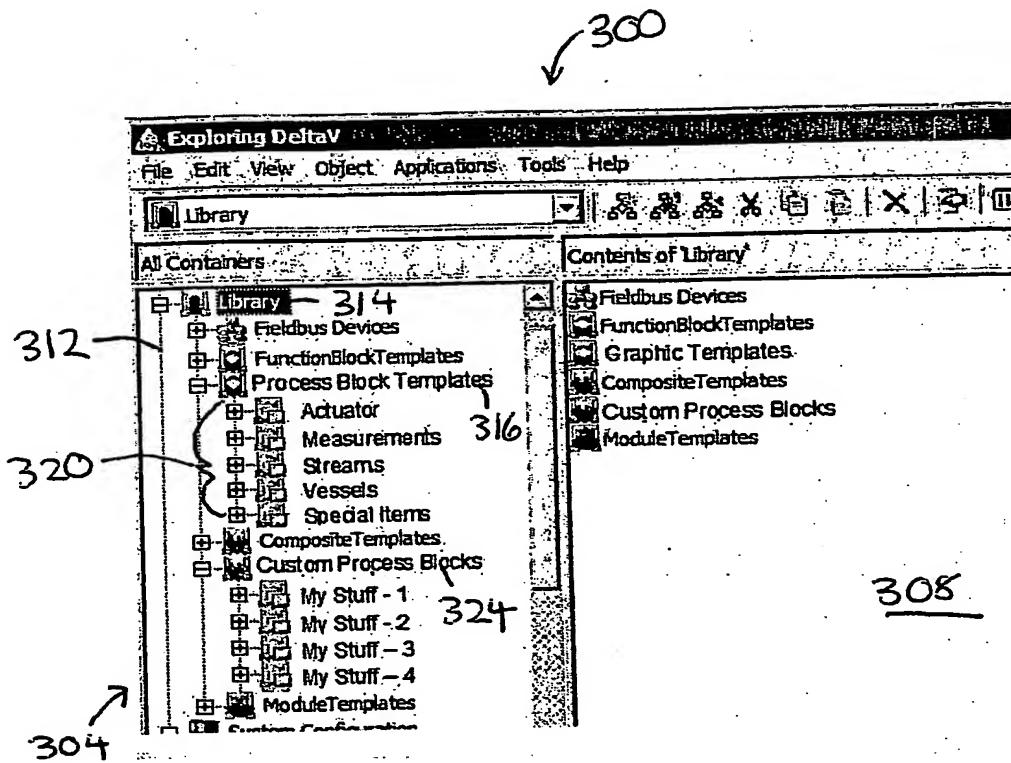 300
Exploring DeltaV
File Edit View Object Applications Tools Help
Library
All Containers
Contents of 'Library'
Library
314
Fieldbus Devices
312
FunctionBlockTemplates
Process Block Templates
316
Actuator
Measurements
320
Streams
Vessels
Special Items
CompositeTemplates
Custom Process Blocks
324
My Stuff - 1
My Stuff - 2
My Stuff - 3
My Stuff - 4
ModuleTemplates
System Configuration
304
Fieldbus Devices
FunctionBlockTemplates
Graphic Templates
CompositeTemplates
Custom Process Blocks
ModuleTemplates
308